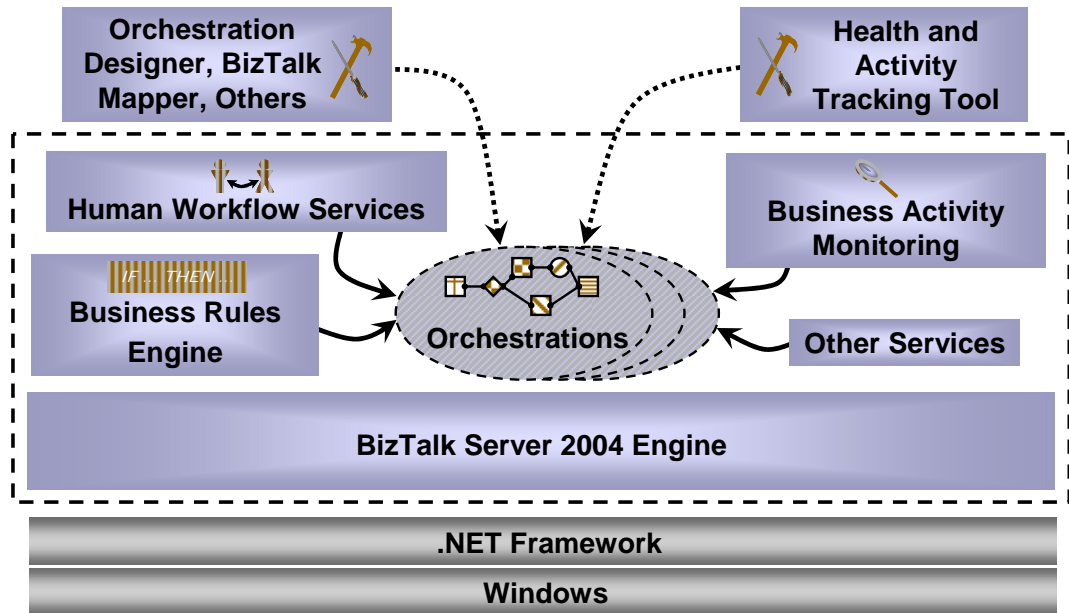 Orchestration
Designer, BizTalk
Mapper, Others
Health and
Activity
Tracking Tool
Human Workflow Services
Business Activity
Monitoring
IF ... THEN ...
Business Rules
Engine
Orchestrations
Other Services
BizTalk Server 2004 Engine
.NET Framework
Windows